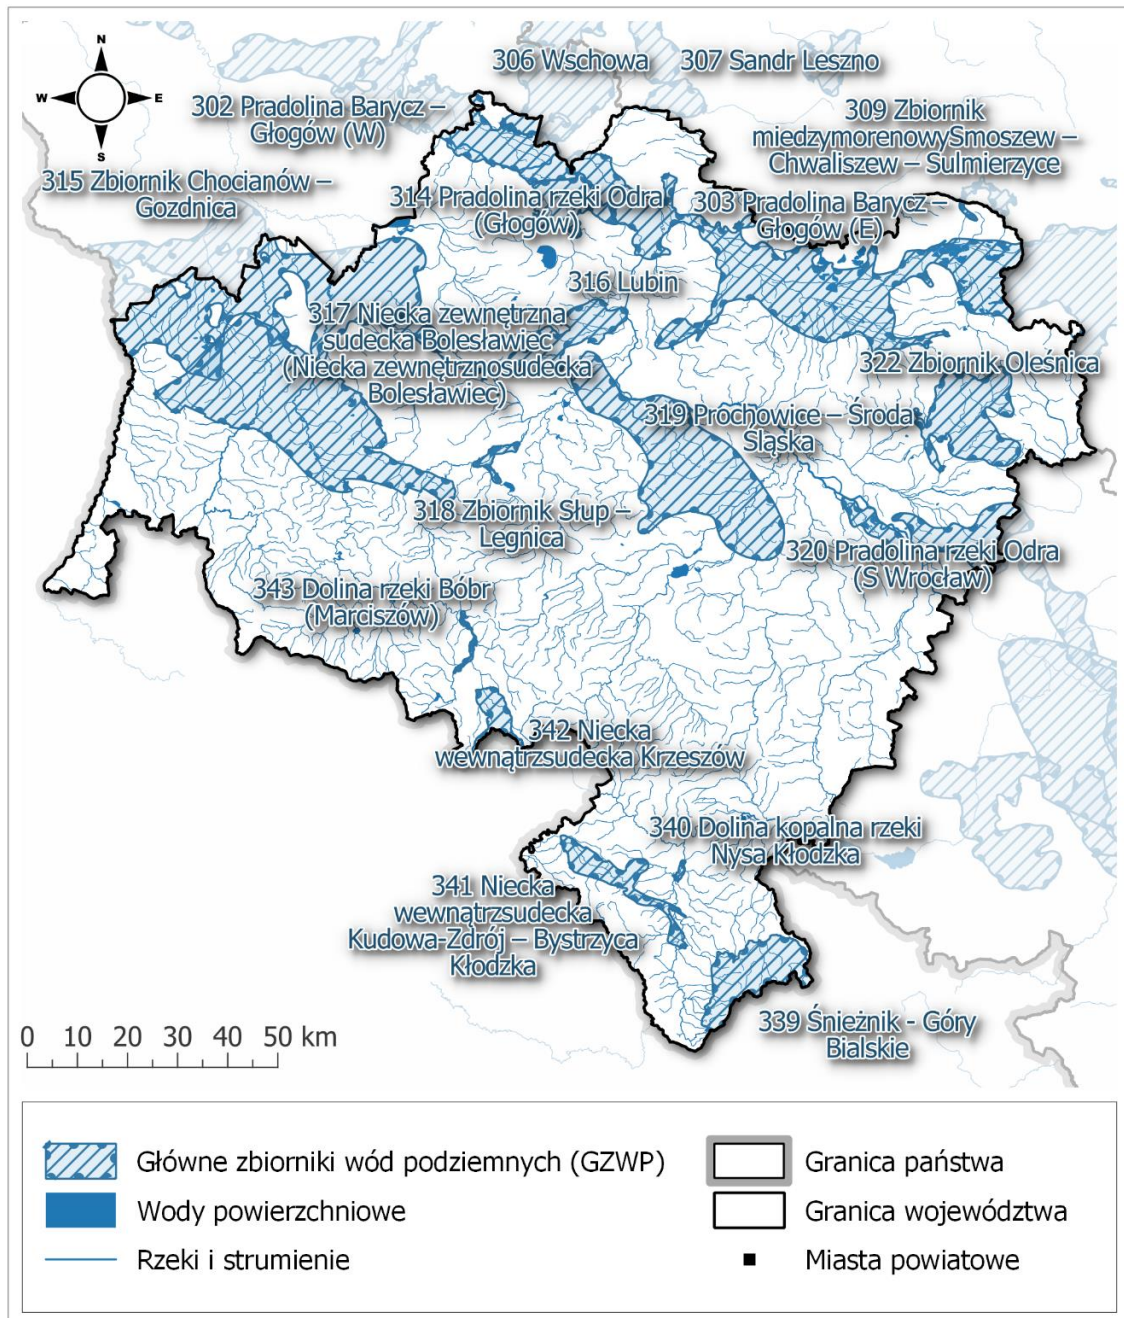 N
W
E
S
306 Wschowa
307 Sandr Leszno
302 Pradolina Barycz –
Głogów (W)
309 Zbiornik
miedzymorenowySmoszew –
Chwaliszew – Sulmierzyce
315 Zbiornik Chocianów –
Gozdnica
314 Pradolina rzeki Odra
(Głogów)
303 Pradolina Barycz –
Głogów (E)
316 Lubin
317 Niecka zewnętrzna
sudecka Bolesławiec
(Niecka zewnętrznosudecka
Bolesławiec)
322 Zbiornik Oleśnica
319 Prochowice – Środa
Śląska
318 Zbiornik Słup –
Legnica
320 Pradolina rzeki Odra
(S Wrocław)
343 Dolina rzeki Bóbr
(Marciszów)
342 Niecka
wewnątrzsudecka Krzeszów
340 Dolina kopalna rzeki
Nysa Kłodzka
341 Niecka
wewnątrzsudecka
Kudowa-Zdrój – Bystrzyca
Kłodzka
339 Śnieżnik - Góry
Bialskie
0 10 20 30 40 50 km
Główne zbiorniki wód podziemnych (GZWP)
Wody powierzchniowe
Rzeki i strumienie
Granica państwa
Granica województwa
Miasta powiatowe